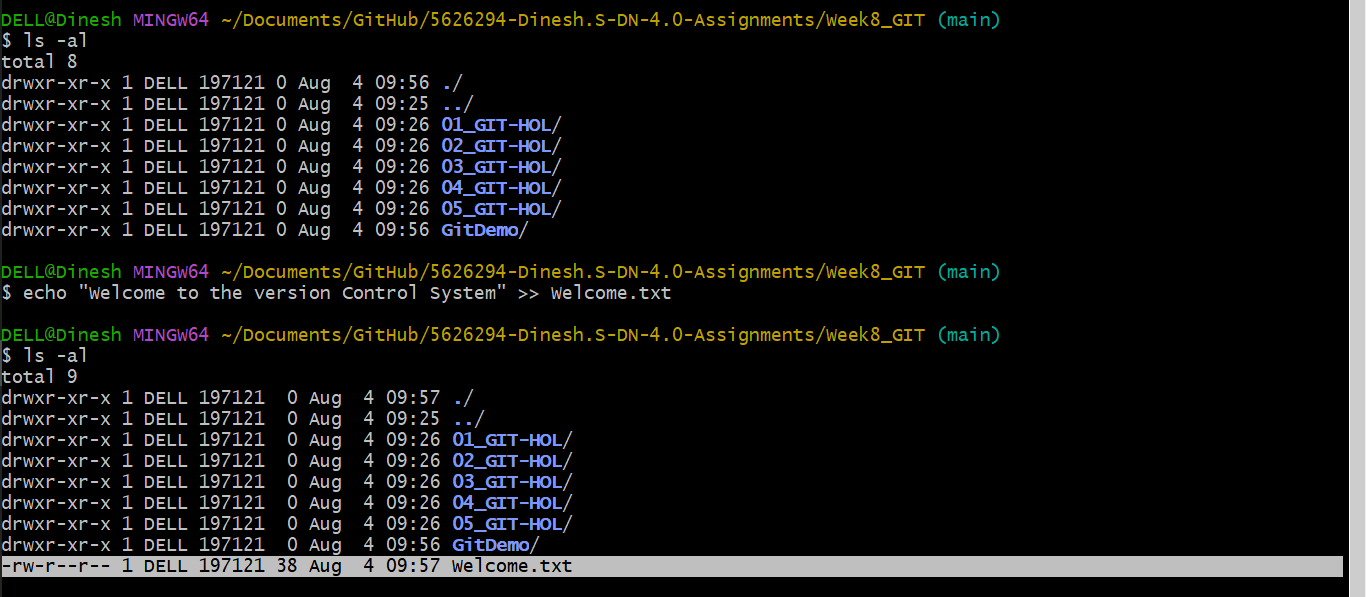 DELL@Dinesh MINGW64 ~/Documents/GitHub/5626294-Dinesh.S-DN-4.0-Assignments/Week8_GIT (main)
$ ls -al
total 8
drwxr-xr-x 1 DELL 197121 0 Aug  4 09:56 ./
drwxr-xr-x 1 DELL 197121 0 Aug  4 09:25 ../
drwxr-xr-x 1 DELL 197121 0 Aug  4 09:26 01_GIT-HOL/
drwxr-xr-x 1 DELL 197121 0 Aug  4 09:26 02_GIT-HOL/
drwxr-xr-x 1 DELL 197121 0 Aug  4 09:26 03_GIT-HOL/
drwxr-xr-x 1 DELL 197121 0 Aug  4 09:26 04_GIT-HOL/
drwxr-xr-x 1 DELL 197121 0 Aug  4 09:26 05_GIT-HOL/
drwxr-xr-x 1 DELL 197121 0 Aug  4 09:56 GitDemo/
DELL@Dinesh MINGW64 ~/Documents/GitHub/5626294-Dinesh.S-DN-4.0-Assignments/Week8_GIT (main)
$ echo "Welcome to the version Control System" >> Welcome.txt
DELL@Dinesh MINGW64 ~/Documents/GitHub/5626294-Dinesh.S-DN-4.0-Assignments/Week8_GIT (main)
$ ls -al
total 9
drwxr-xr-x 1 DELL 197121  0 Aug  4 09:57 ./
drwxr-xr-x 1 DELL 197121  0 Aug  4 09:25 ../
drwxr-xr-x 1 DELL 197121  0 Aug  4 09:26 01_GIT-HOL/
drwxr-xr-x 1 DELL 197121  0 Aug  4 09:26 02_GIT-HOL/
drwxr-xr-x 1 DELL 197121  0 Aug  4 09:26 03_GIT-HOL/
drwxr-xr-x 1 DELL 197121  0 Aug  4 09:26 04_GIT-HOL/
drwxr-xr-x 1 DELL 197121  0 Aug  4 09:26 05_GIT-HOL/
drwxr-xr-x 1 DELL 197121  0 Aug  4 09:56 GitDemo/
-rw-r--r-- 1 DELL 197121 38 Aug  4 09:57 Welcome.txt